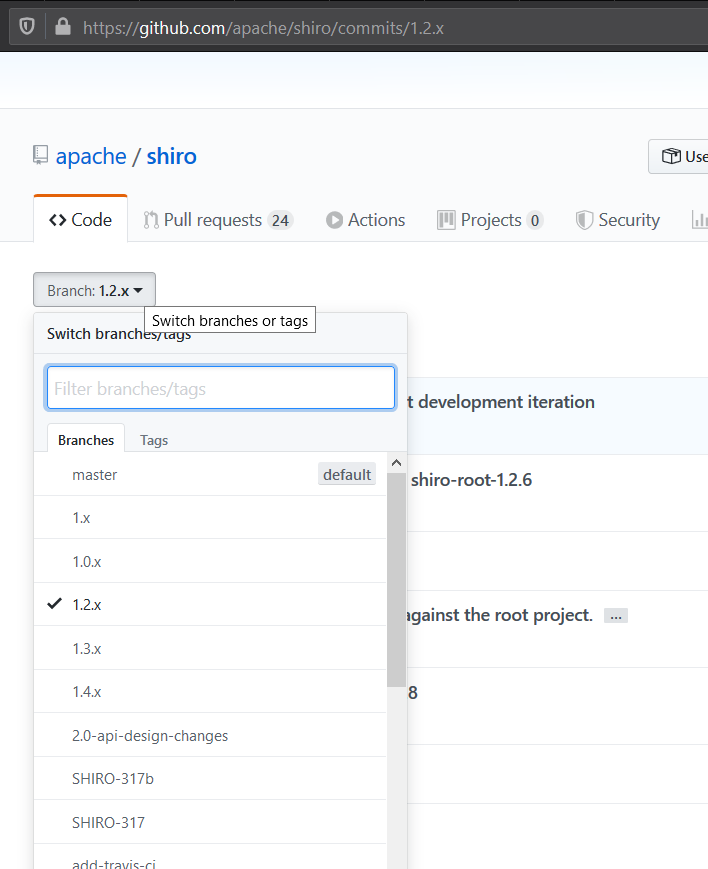 https://github.com/apache/shiro/commits/1.2.x
apache / shiro
Use
Code
Pull requests 24
Actions
Projects 0
Security
Branch: 1.2.x
Switch branches or tags
Switch branches/tags
Filter branches/tags
t development iteration
Branches
Tags
master
default
shiro-root-1.2.6
1.x
1.0.x
1.2.x
against the root project. ...
1.3.x
1.4.x
8
2.0-api-design-changes
SHIRO-317b
SHIRO-317
add-travis-ci